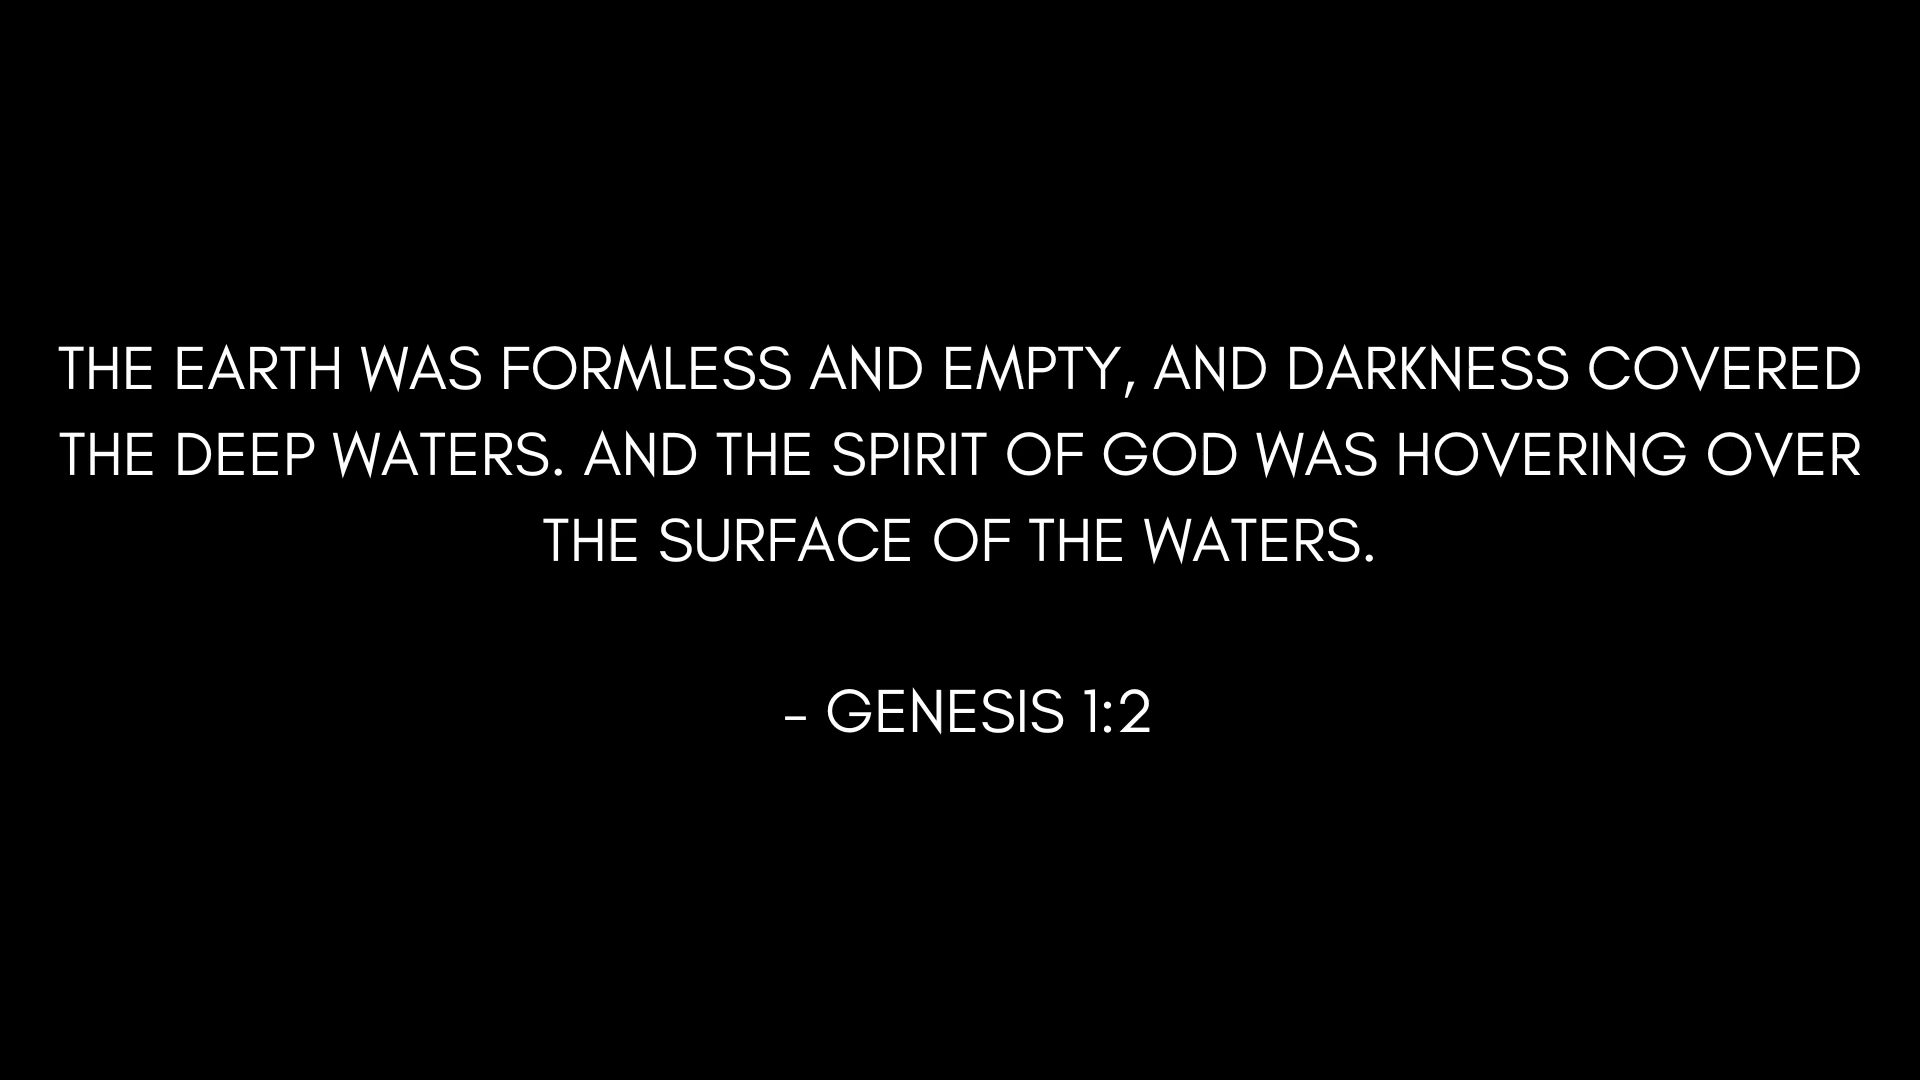 THE EARTH WAS FORMLESS AND EMPTY, AND DARKNESS COVERED
THE DEEP WATERS. AND THE SPIRIT OF GOD WAS HOVERING OVER
THE SURFACE OF THE WATERS.
– GENESIS 1:2